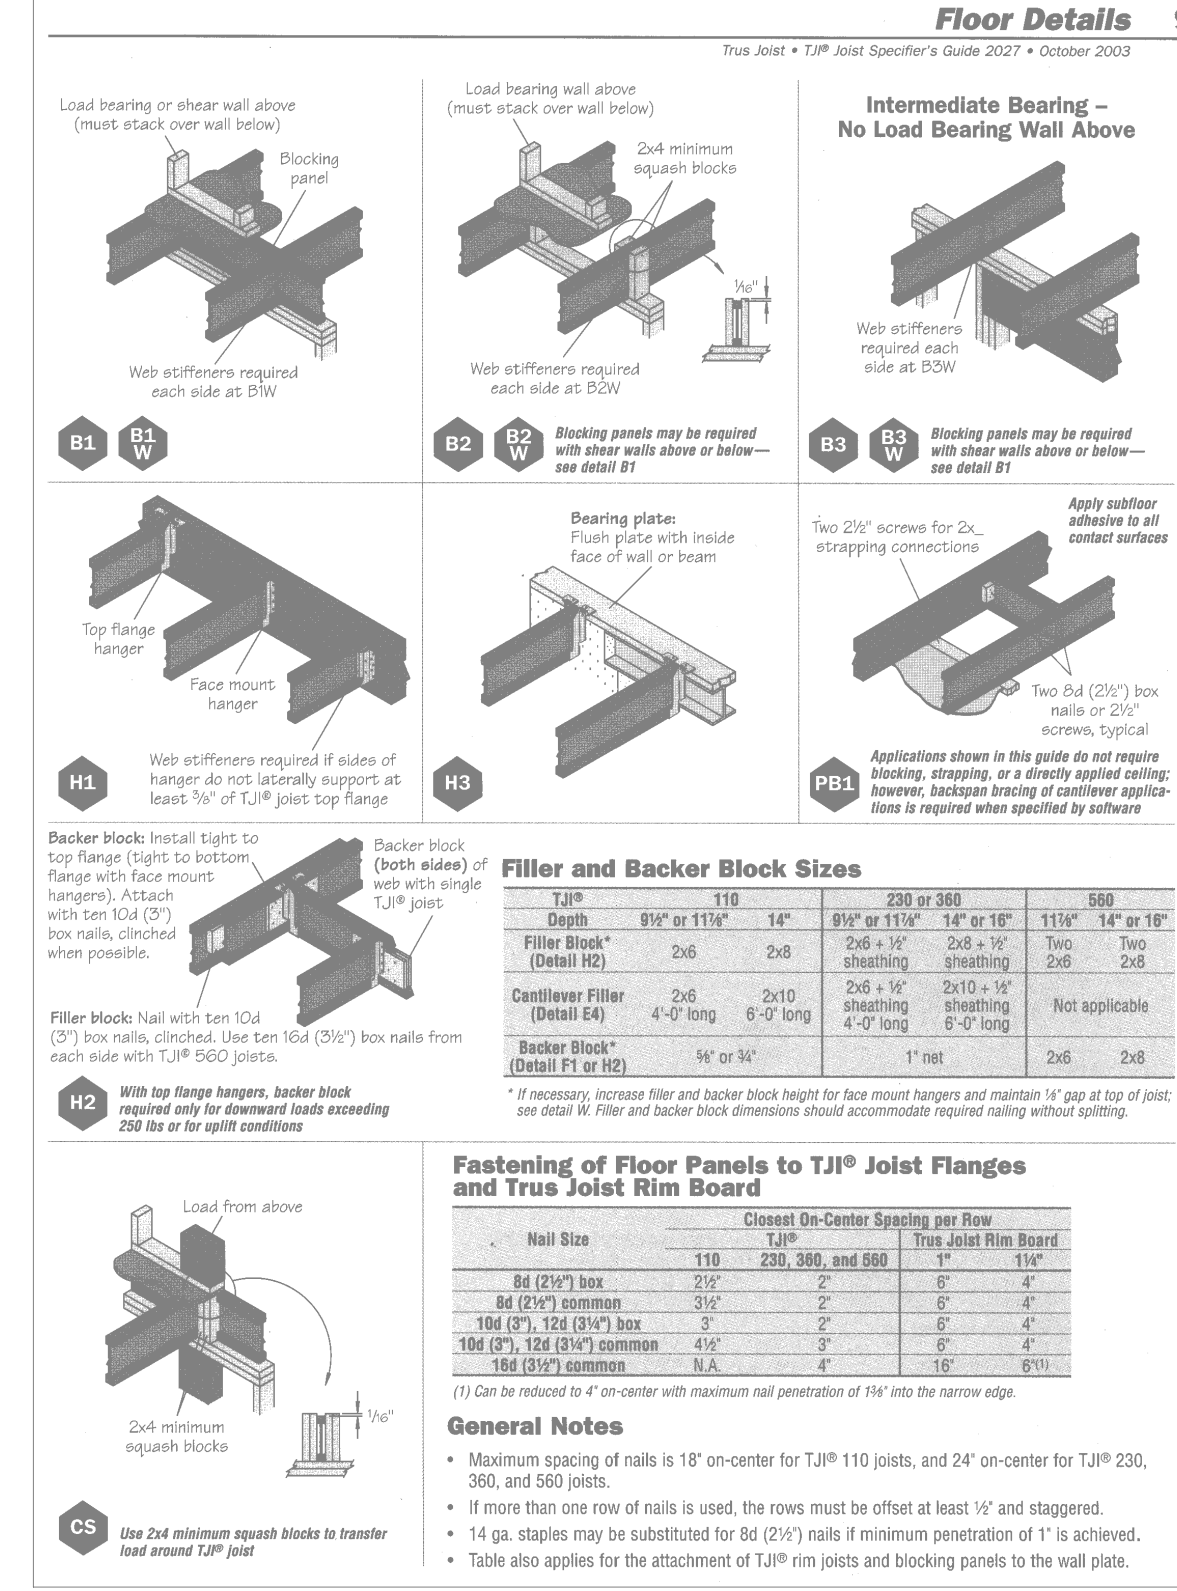 Floor Details
Trus Joist • TJI® Joist Specifier's Guide 2027 • October 2003
Load bearing or shear wall above
(must stack over wall below)
Blocking
panel
Web stiffeners required
each side at B1W
B1
B1
W
Load bearing wall above
(must stack over wall below)
2x4 minimum
squash blocks
1/16"
Web stiffeners required
each side at B2W
B2
B2
W
Blocking panels may be required
with shear walls above or below—
see detail B1
Intermediate Bearing –
No Load Bearing Wall Above
Web stiffeners
required each
side at B3W
B3
B3
W
Blocking panels may be required
with shear walls above or below—
see detail B1
Top flange
hanger
Face mount
hanger
Web stiffeners required if sides of
hanger do not laterally support at
least 3/8" of TJI® joist top flange
H1
Bearing plate:
Flush plate with inside
face of wall or beam
H3
Apply subfloor
adhesive to all
contact surfaces
Two 2½" screws for 2x_
strapping connections
Two 8d (2½") box
nails or 2½"
screws, typical
PB1
Applications shown in this guide do not require
blocking, strapping, or a directly applied ceiling;
however, backspan bracing of cantilever applica-
tions is required when specified by software
Backer block: Install tight to
top flange (tight to bottom
flange with face mount
hangers). Attach
with ten 10d (3")
box nails, clinched
when possible.
Backer block
(both sides) of
web with single
TJI® joist
Filler block: Nail with ten 10d
(3") box nails, clinched. Use ten 16d (3½") box nails from
each side with TJI® 560 joists.
H2
With top flange hangers, backer block
required only for downward loads exceeding
250 lbs or for uplift conditions
Filler and Backer Block Sizes
TJI® 110 230 or 360 560
Depth 9½" or 11⅞" 14" 9½" or 11⅞" 14" or 16" 11⅞" 14" or 16"
Filler Block* (Detail H2) 2x6 2x8 2x6 + ½" sheathing 2x8 + ½" sheathing Two 2x6 Two 2x8
Cantilever Filler (Detail E4) 2x6 4'-0" long 2x10 6'-0" long 2x6 + ½" sheathing 4'-0" long 2x10 + ½" sheathing 6'-0" long Not applicable
Backer Block* (Detail F1 or H2) ⅝" or ¾" 1" net 2x6 2x8
* If necessary, increase filler and backer block height for face mount hangers and maintain ⅛" gap at top of joist;
see detail W. Filler and backer block dimensions should accommodate required nailing without splitting.
Load from above
2x4 minimum
squash blocks
1/16"
CS
Use 2x4 minimum squash blocks to transfer
load around TJI® joist
Fastening of Floor Panels to TJI® Joist Flanges
and Trus Joist Rim Board
Closest On-Center Spacing per Row
Nail Size TJI® Trus Joist Rim Board
110 230, 360, and 560 1" 1¼"
8d (2½") box 2½" 2" 6" 4"
8d (2½") common 3½" 2" 6" 4"
10d (3"), 12d (3¼") box 3" 2" 6" 4"
10d (3"), 12d (3¼") common 4½" 3" 6" 4"
16d (3½") common N.A. 4" 16" 6"(1)
(1) Can be reduced to 4" on-center with maximum nail penetration of 1⅜" into the narrow edge.
General Notes
• Maximum spacing of nails is 18" on-center for TJI® 110 joists, and 24" on-center for TJI® 230,
360, and 560 joists.
• If more than one row of nails is used, the rows must be offset at least ½" and staggered.
• 14 ga. staples may be substituted for 8d (2½") nails if minimum penetration of 1" is achieved.
• Table also applies for the attachment of TJI® rim joists and blocking panels to the wall plate.